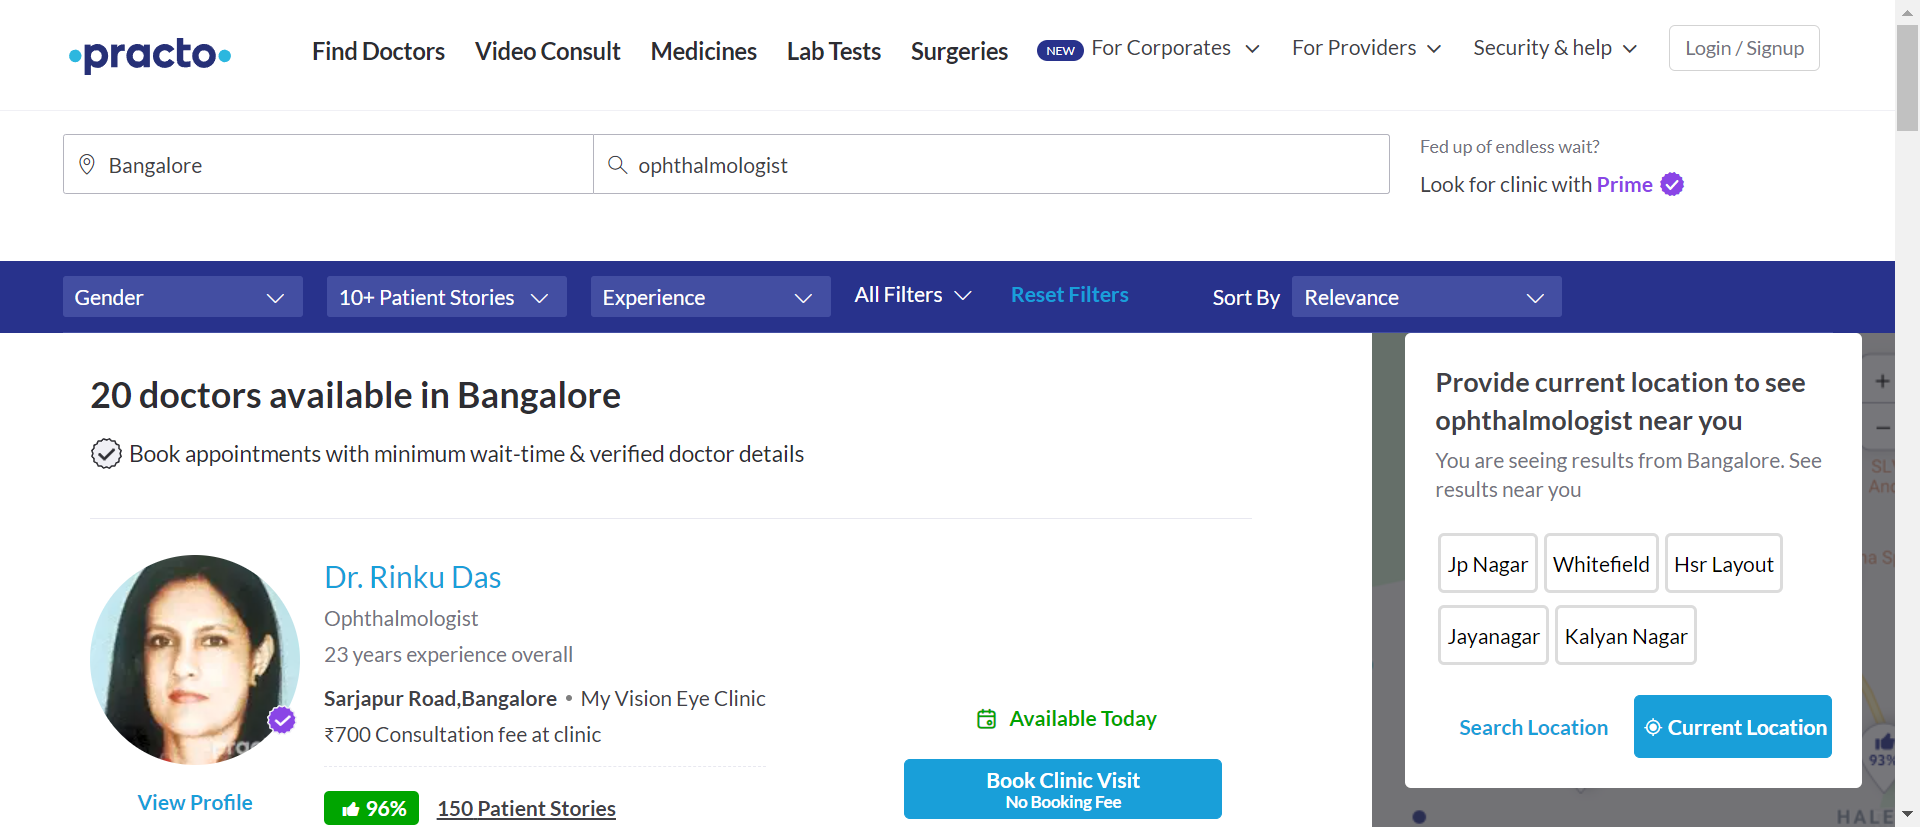 practo
Find Doctors
Video Consult
Medicines
Lab Tests
Surgeries
NEW
For Corporates
For Providers
Security & help
Login / Signup
Bangalore
ophthalmologist
Fed up of endless wait?
Look for clinic with Prime
Gender
10+ Patient Stories
Experience
All Filters
Reset Filters
Sort By
Relevance
20 doctors available in Bangalore
Book appointments with minimum wait-time & verified doctor details
Dr. Rinku Das
Ophthalmologist
23 years experience overall
Sarjapur Road,Bangalore • My Vision Eye Clinic
₹700 Consultation fee at clinic
96%
150 Patient Stories
View Profile
Available Today
Book Clinic Visit
No Booking Fee
Provide current location to see
ophthalmologist near you
You are seeing results from Bangalore. See
results near you
Jp Nagar
Whitefield
Hsr Layout
Jayanagar
Kalyan Nagar
Search Location
Current Location
93%